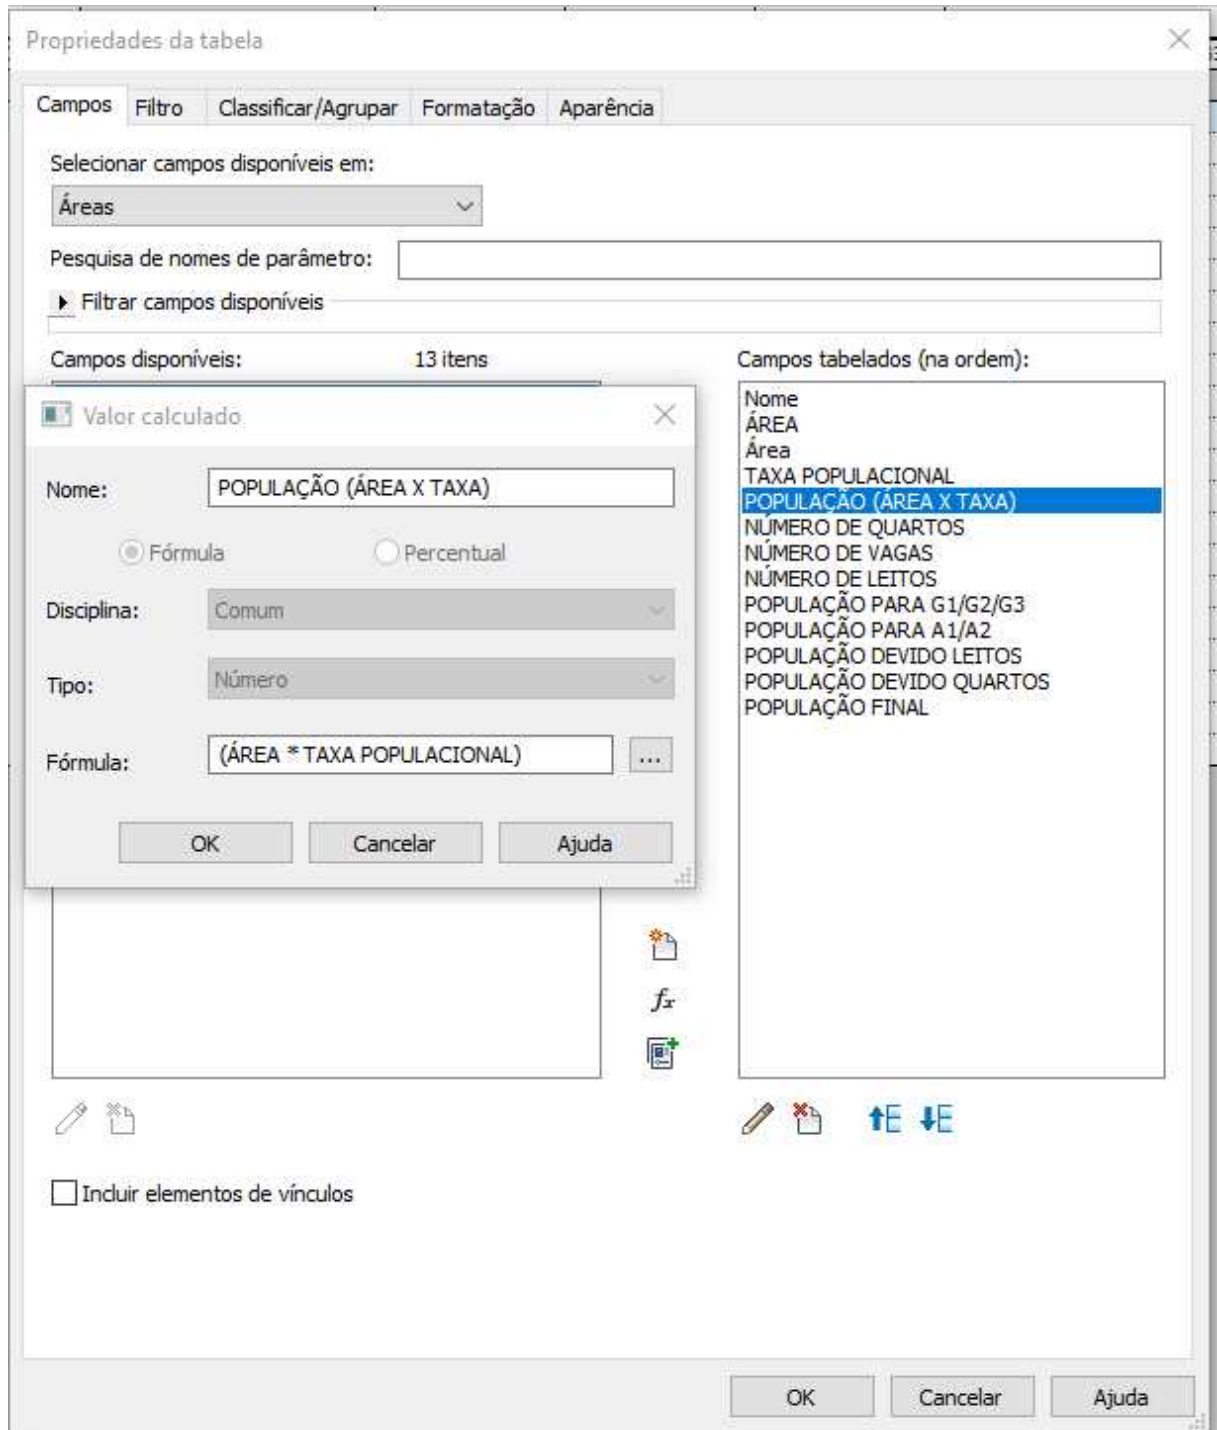 Propriedades da tabela
Campos Filtro Classificar/Agrupar Formatação Aparência
Selecionar campos disponíveis em:
Áreas
Pesquisa de nomes de parâmetro:
Filtrar campos disponíveis
Campos disponíveis: 13 itens
Valor calculado
Nome: POPULAÇÃO (ÁREA X TAXA)
Fórmula Percentual
Disciplina: Comum
Tipo: Número
Fórmula: (ÁREA * TAXA POPULACIONAL) ...
OK Cancelar Ajuda
fx
Campos tabelados (na ordem):
Nome
ÁREA
Área
TAXA POPULACIONAL
POPULAÇÃO (ÁREA X TAXA)
NÚMERO DE QUARTOS
NÚMERO DE VAGAS
NÚMERO DE LEITOS
POPULAÇÃO PARA G1/G2/G3
POPULAÇÃO PARA A1/A2
POPULAÇÃO DEVIDO LEITOS
POPULAÇÃO DEVIDO QUARTOS
POPULAÇÃO FINAL
Incluir elementos de vínculos
OK Cancelar Ajuda